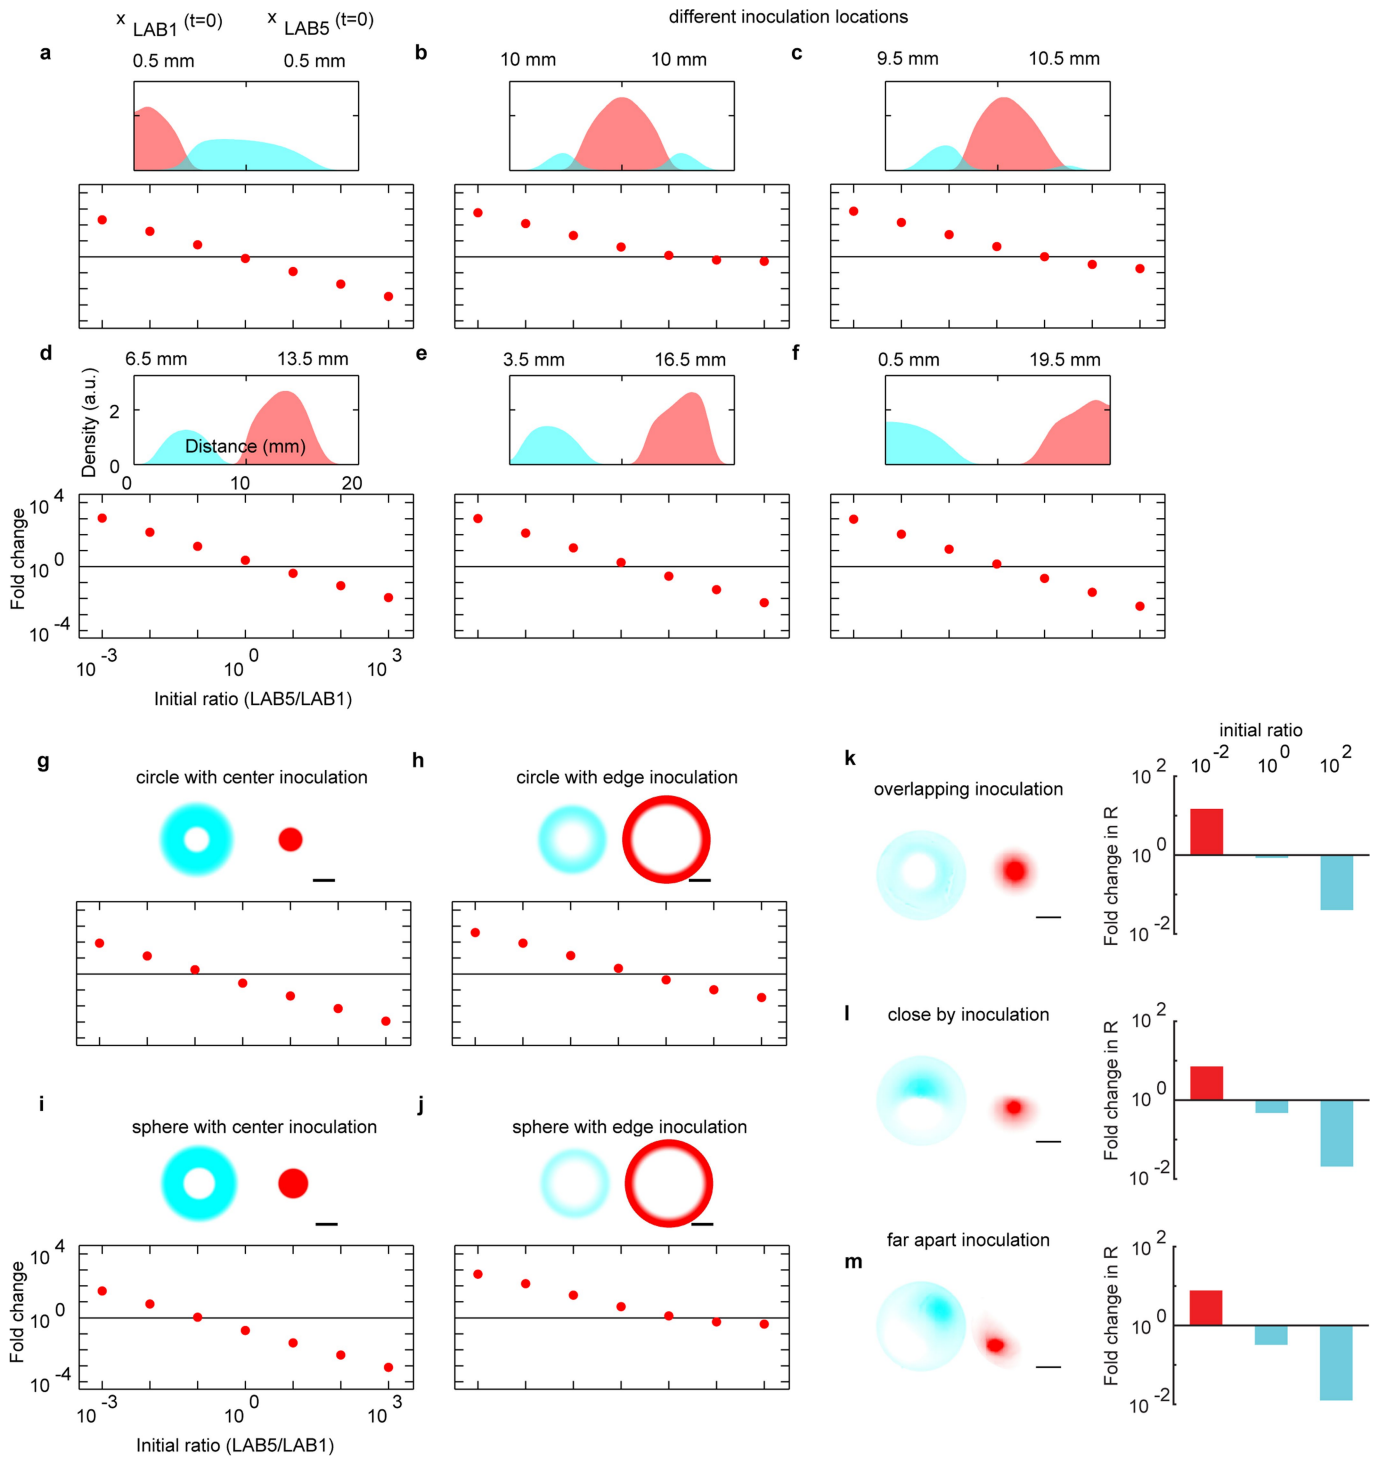 x LAB1 (t=0) x LAB5 (t=0) different inoculation locations
a 0.5 mm 0.5 mm
b 10 mm 10 mm
c 9.5 mm 10.5 mm
d 6.5 mm 13.5 mm
Density (a.u.)
2
0
Distance (mm)
0 10 20
e 3.5 mm 16.5 mm
f 0.5 mm 19.5 mm
Fold change
10 4
10 0
10 -4
10 -3 10 0 10 3
Initial ratio (LAB5/LAB1)
g
circle with center inoculation
h
circle with edge inoculation
i
sphere with center inoculation
j
sphere with edge inoculation
Fold change
10 4
10 0
10 -4
10 -3 10 0 10 3
Initial ratio (LAB5/LAB1)
initial ratio
10 -2 10 0 10 2
k
overlapping inoculation
Fold change in R
10 2
10 0
10 -2
l
close by inoculation
Fold change in R
10 2
10 0
10 -2
m
far apart inoculation
Fold change in R
10 2
10 0
10 -2